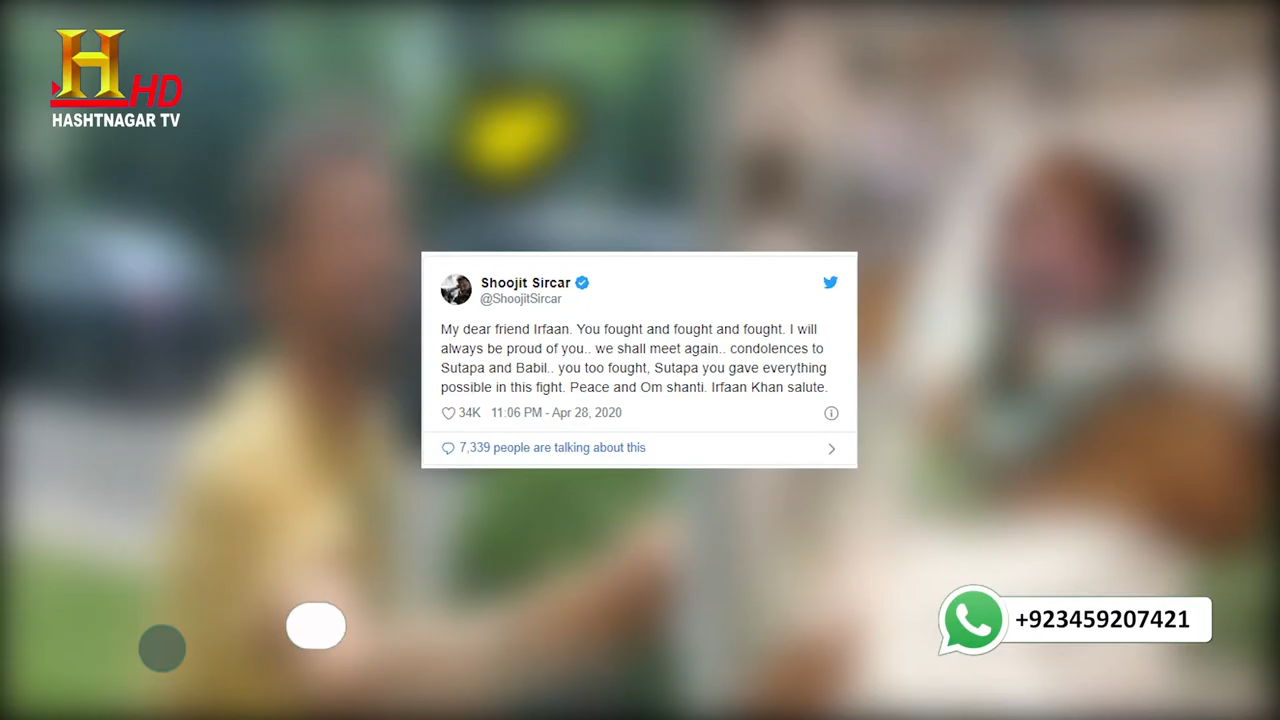 H HD
HASHTNAGAR TV
Shoojit Sircar
@ShoojitSircar
My dear friend Irfaan. You fought and fought and fought. I will
always be proud of you.. we shall meet again.. condolences to
Sutapa and Babil.. you too fought, Sutapa you gave everything
possible in this fight. Peace and Om shanti. Irfaan Khan salute.
34K 11:06 PM - Apr 28, 2020
7,339 people are talking about this
+923459207421